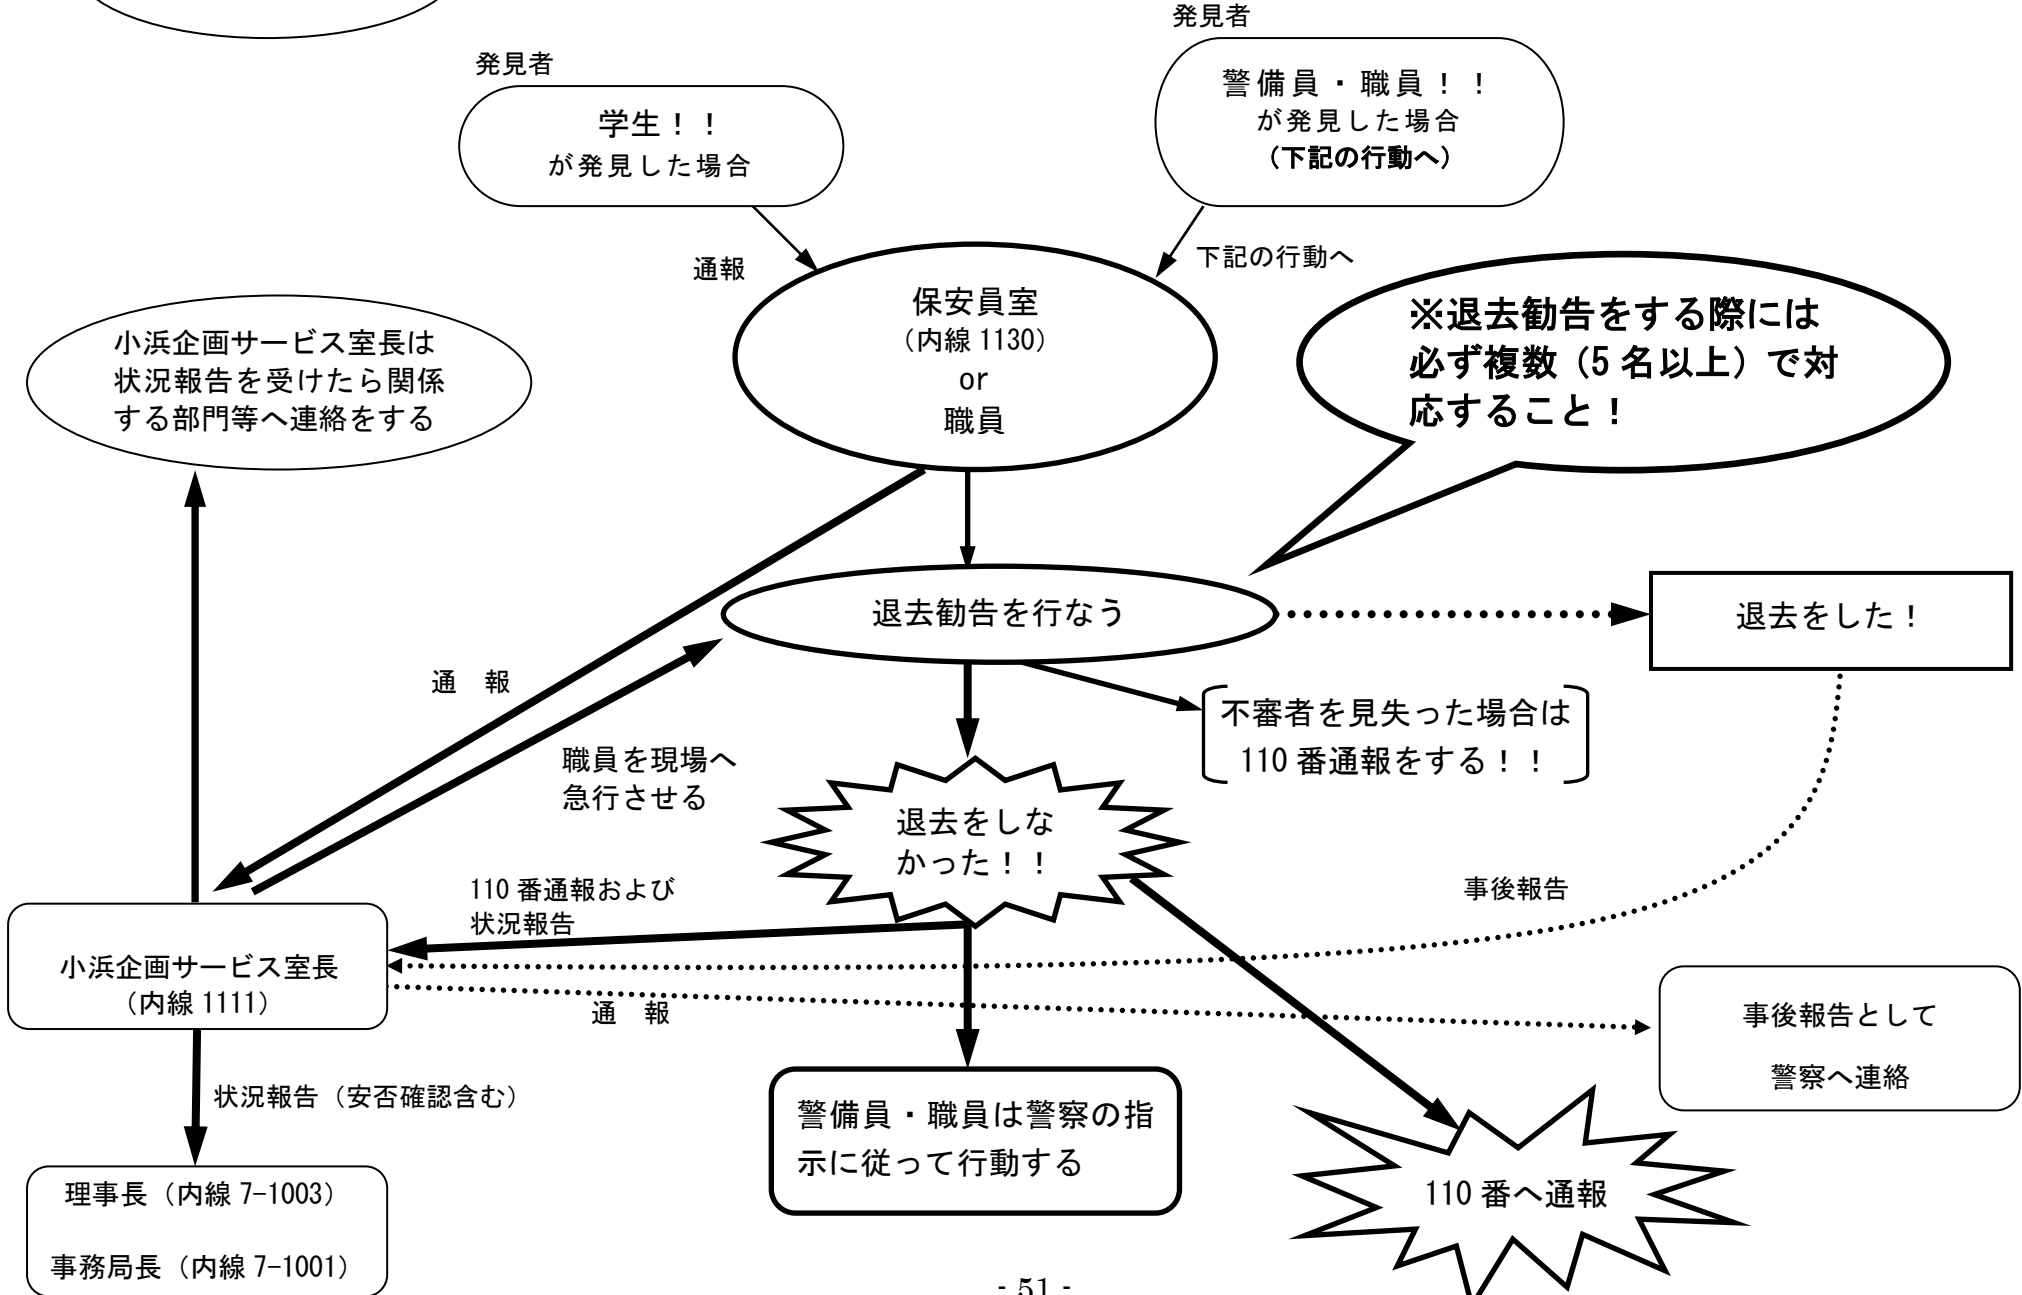 発見者
警備員・職員！！
が発見した場合
（下記の行動へ）
発見者
学生！！
が発見した場合
通報
下記の行動へ
保安員室
（内線 1130）
or
職員
※退去勧告をする際には
必ず複数（5 名以上）で対
応すること！
小浜企画サービス室長は
状況報告を受けたら関係
する部門等へ連絡をする
退去勧告を行なう
退去をした！
通　報
不審者を見失った場合は
110 番通報をする！！
職員を現場へ
急行させる
退去をしな
かった！！
110 番通報および
状況報告
事後報告
小浜企画サービス室長
（内線 1111）
通　報
事後報告として
警察へ連絡
状況報告（安否確認含む）
警備員・職員は警察の指
示に従って行動する
110 番へ通報
理事長（内線 7-1003）
事務局長（内線 7-1001）
- 51 -